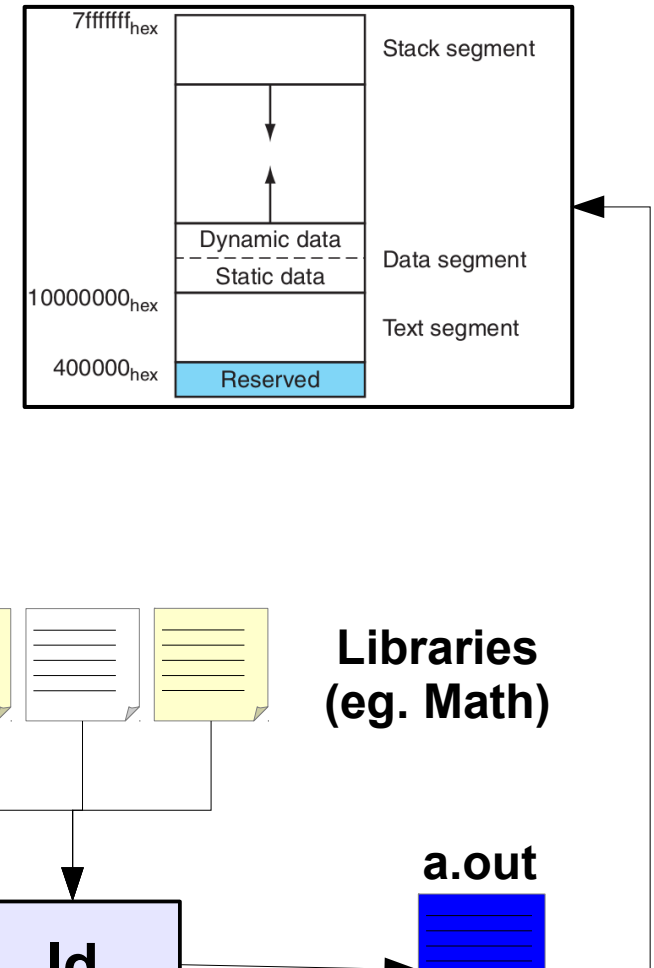 7fffffffhex
Stack segment
Dynamic data
Data segment
Static data
10000000hex
Text segment
400000hex
Reserved
Libraries
(eg. Math)
a.out
ld